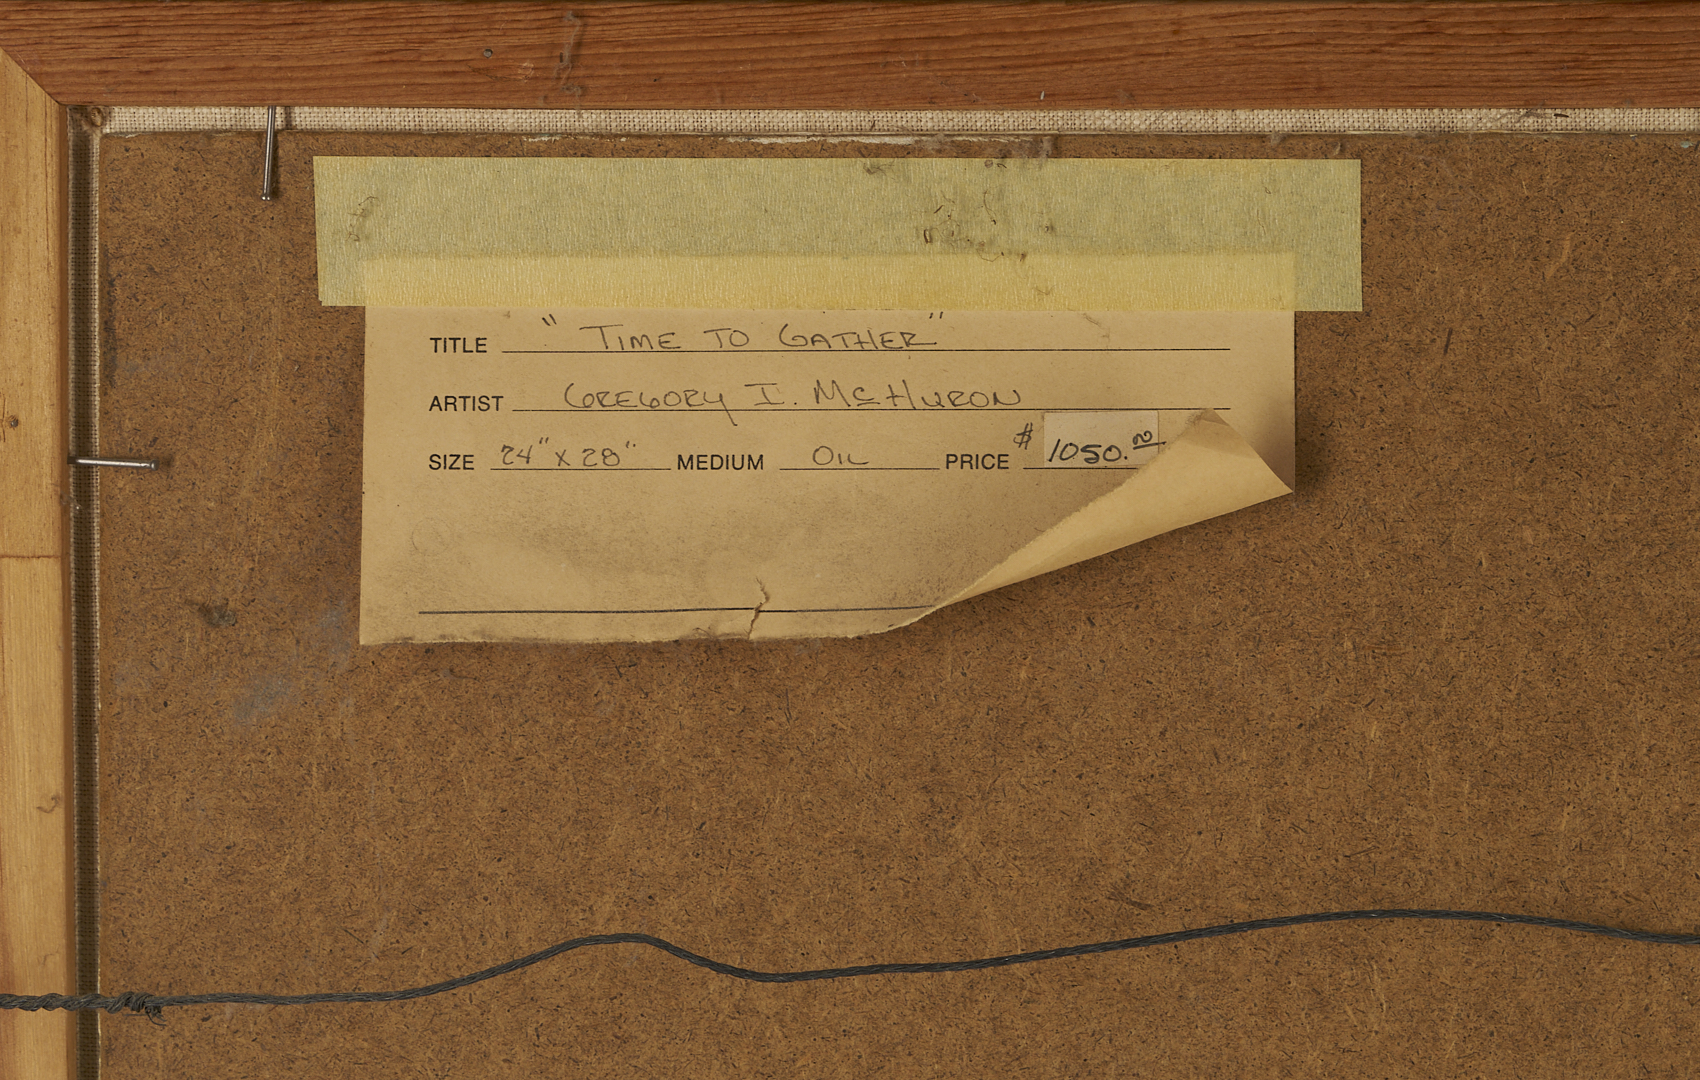 TITLE "TIME TO GATHER"
ARTIST GREGORY I. McHURON
SIZE 24" x 28" MEDIUM OIL PRICE $1050.00